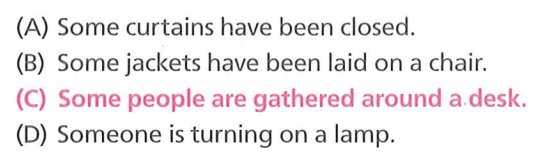 (A) Some curtains have been closed.
(B) Some jackets have been laid on a chair.
(C) Some people are gathered around a desk.
(D) Someone is turning on a lamp.